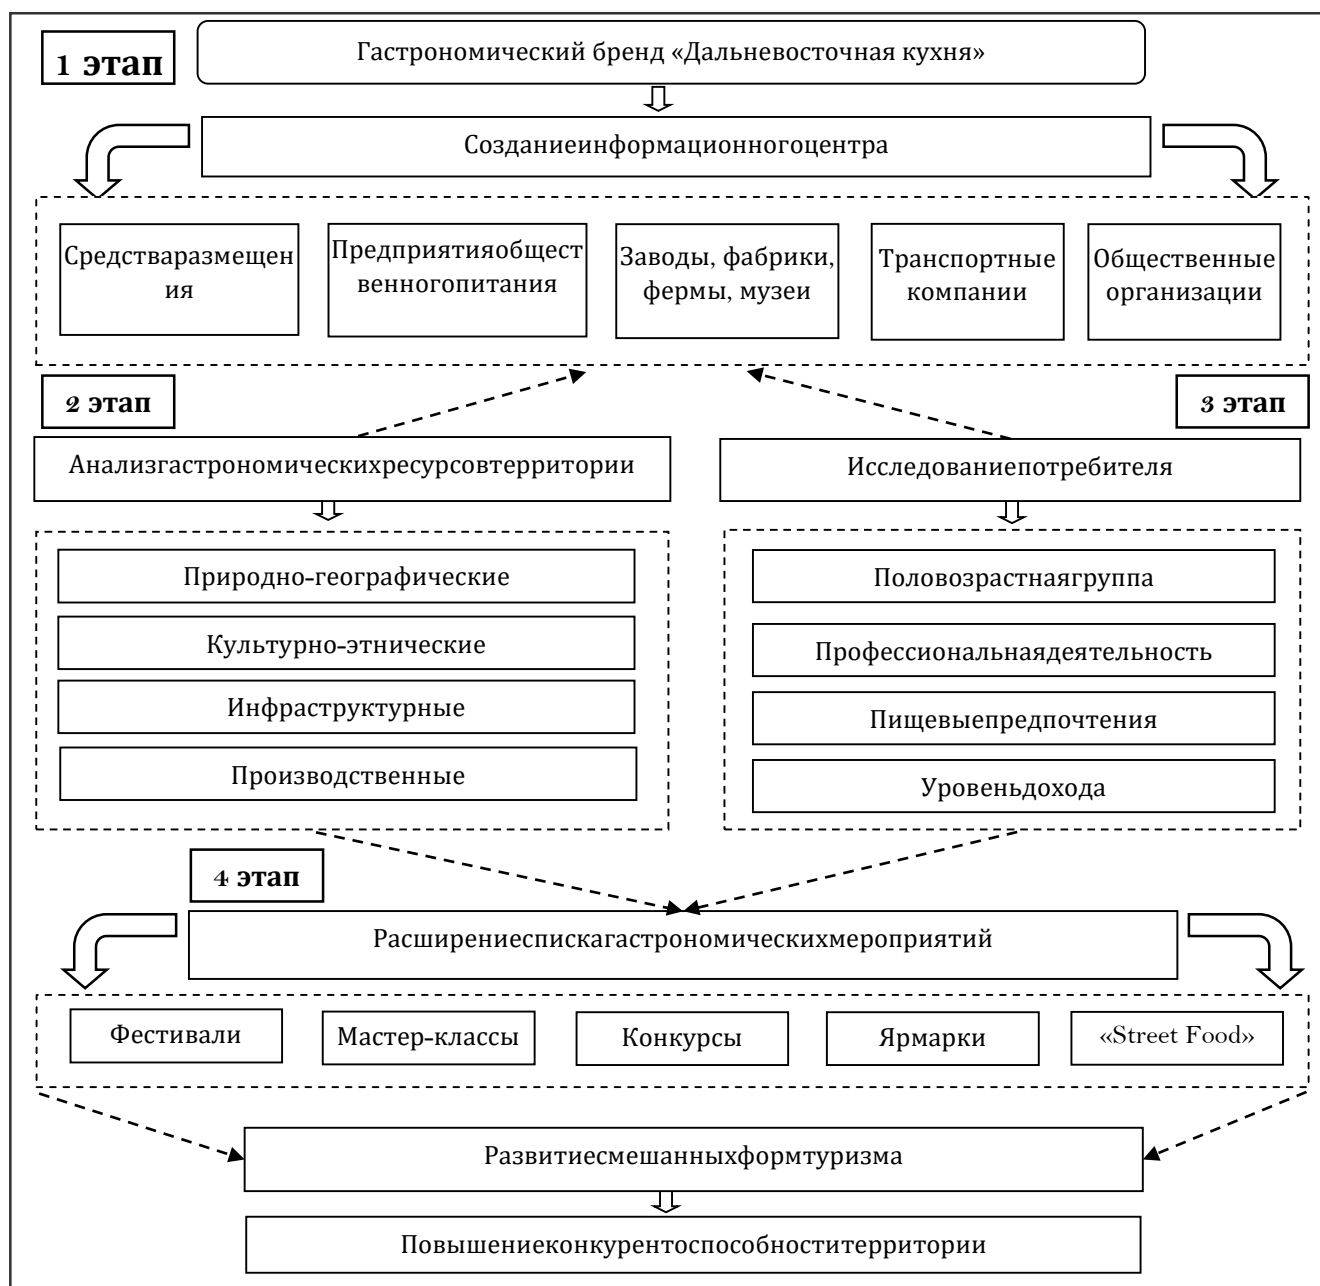 1 этап
Гастрономический бренд «Дальневосточная кухня»
Созданиеинформационногоцентра
Средстваразмещен
ия
Предприятияобщест
венногопитания
Заводы, фабрики,
фермы, музеи
Транспортные
компании
Общественные
организации
2 этап
3 этап
Анализгастрономическихресурсовтерритории
Исследованиепотребителя
Природно-географические
Культурно-этнические
Инфраструктурные
Производственные
Половозрастнаягруппа
Профессиональнаядеятельность
Пищевыепредпочтения
Уровеньдохода
4 этап
Расширениеспискагастрономическихмероприятий
Фестивали
Мастер-классы
Конкурсы
Ярмарки
«Street Food»
Развитиесмешанныхформтуризма
Повышениеконкурентоспособноститерритории